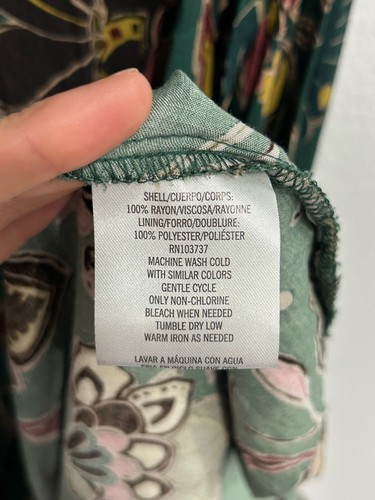 SHELL/CUERPO/CORPS:
100% RAYON/VISCOSA/RAYONNE
LINING/FORRO/DOUBLURE:
100% POLYESTER/POLIÉSTER
RN103737
MACHINE WASH COLD
WITH SIMILAR COLORS
GENTLE CYCLE
ONLY NON-CHLORINE
BLEACH WHEN NEEDED
TUMBLE DRY LOW
WARM IRON AS NEEDED
LAVAR A MÁQUINA CON AGUA